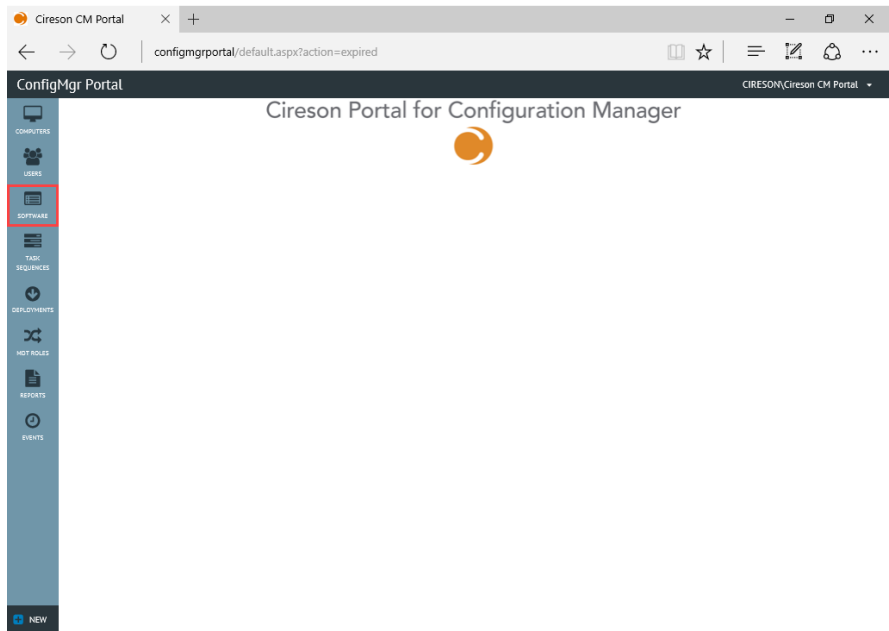 Cireson CM Portal
configmgrportal/default.aspx?action=expired
ConfigMgr Portal
CIRESON\Cireson CM Portal
Cireson Portal for Configuration Manager
COMPUTERS
USERS
SOFTWARE
TASK
SEQUENCES
DEPLOYMENTS
MDT ROLES
REPORTS
EVENTS
NEW